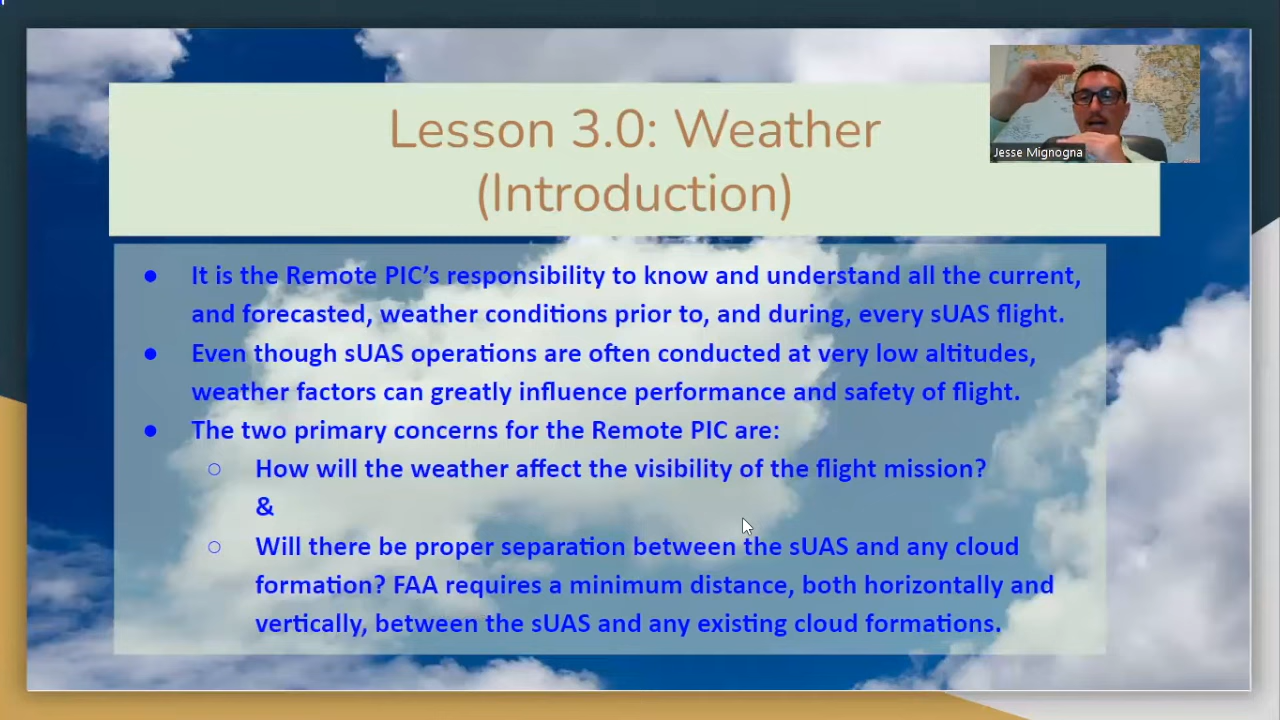 Lesson 3.0: Weather
(Introduction)
Jesse Mignogna
● It is the Remote PIC’s responsibility to know and understand all the current,
and forecasted, weather conditions prior to, and during, every sUAS flight.
● Even though sUAS operations are often conducted at very low altitudes,
weather factors can greatly influence performance and safety of flight.
● The two primary concerns for the Remote PIC are:
○ How will the weather affect the visibility of the flight mission?
&
○ Will there be proper separation between the sUAS and any cloud
formation? FAA requires a minimum distance, both horizontally and
vertically, between the sUAS and any existing cloud formations.